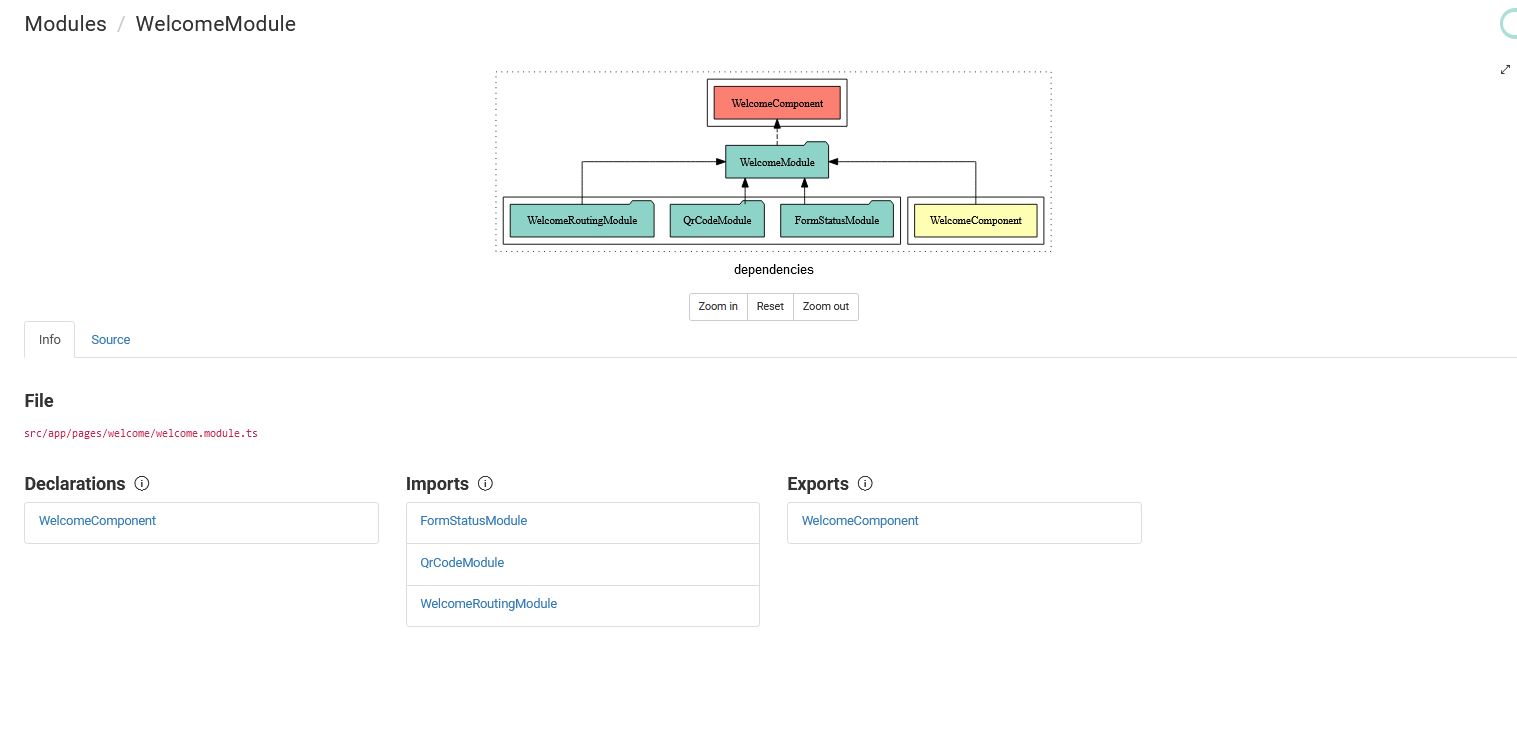 Modules / WelcomeModule
WelcomeComponent
WelcomeModule
WelcomeRoutingModule QrCodeModule FormStatusModule WelcomeComponent
dependencies
Zoom in Reset Zoom out
Info Source
File
src/app/pages/welcome/welcome.module.ts
Declarations Imports Exports
WelcomeComponent FormStatusModule WelcomeComponent
QrCodeModule
WelcomeRoutingModule